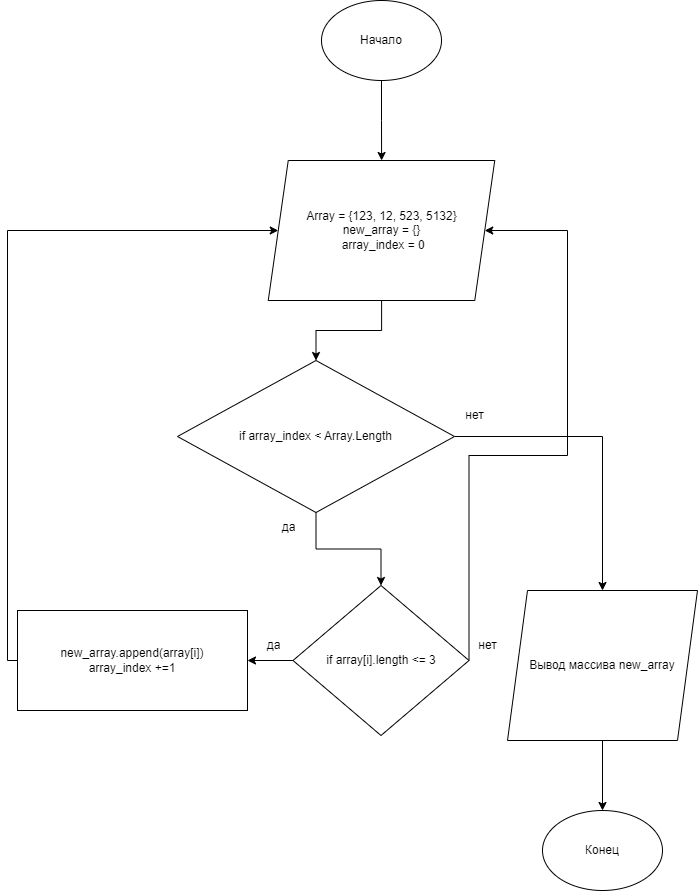 Начало
Array = {123, 12, 523, 5132}
new_array = {}
array_index = 0
нет
if array_index < Array.Length
да
да
if array[i].length <= 3
нет
new_array.append(array[i])
array_index +=1
Вывод массива new_array
Конец